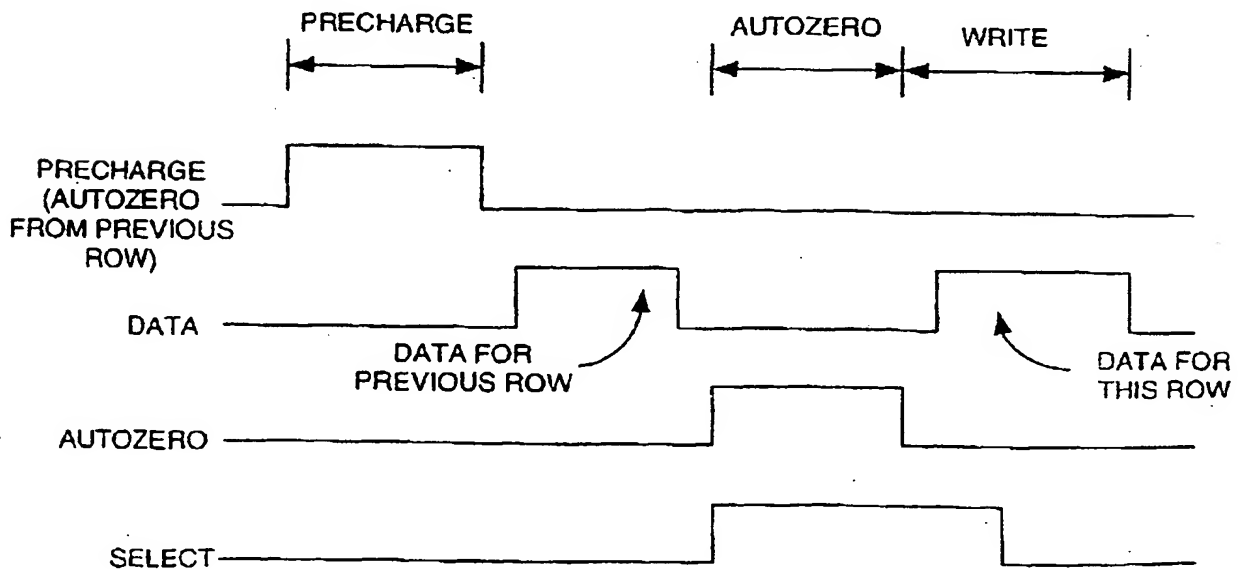 PRECHARGE
AUTOZERO
WRITE
PRECHARGE
(AUTOZERO
FROM PREVIOUS
ROW)
DATA
DATA FOR
PREVIOUS ROW
DATA FOR
THIS ROW
AUTOZERO
SELECT